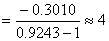 = -0.3010 / (0.9243 - 1) ≈ 4